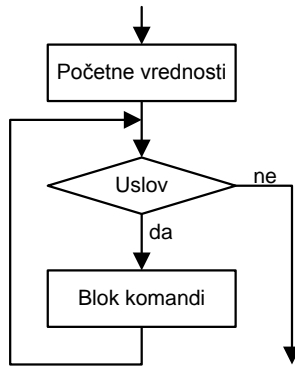 Početne vrednosti
Uslov
ne
da
Blok komandi